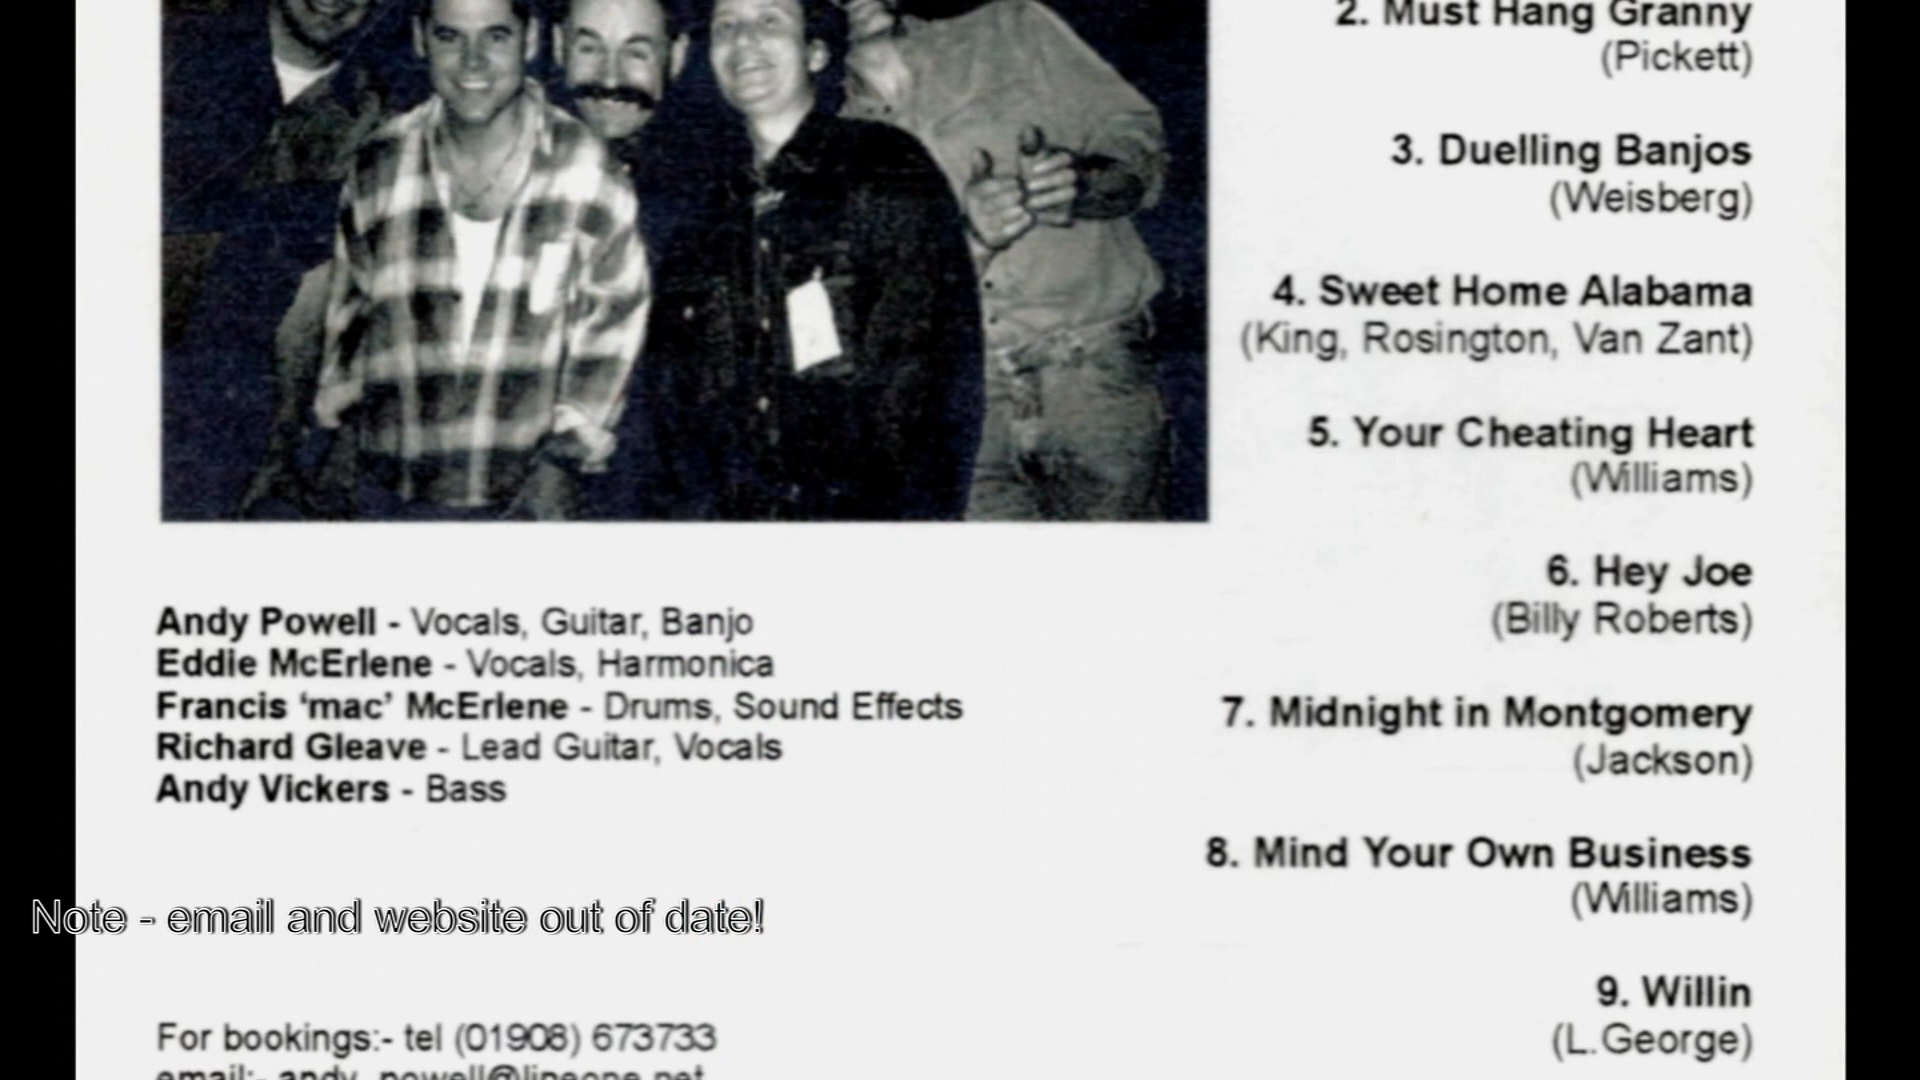 2. Must Hang Granny
(Pickett)
3. Duelling Banjos
(Weisberg)
4. Sweet Home Alabama
(King, Rosington, Van Zant)
5. Your Cheating Heart
(Williams)
6. Hey Joe
(Billy Roberts)
7. Midnight in Montgomery
(Jackson)
8. Mind Your Own Business
(Williams)
9. Willin
(L.George)
Andy Powell - Vocals, Guitar, Banjo
Eddie McErlene - Vocals, Harmonica
Francis ‘mac’ McErlene - Drums, Sound Effects
Richard Gleave - Lead Guitar, Vocals
Andy Vickers - Bass
Note - email and website out of date!
For bookings:- tel (01908) 673733
email:- andy_powell@lineone.net